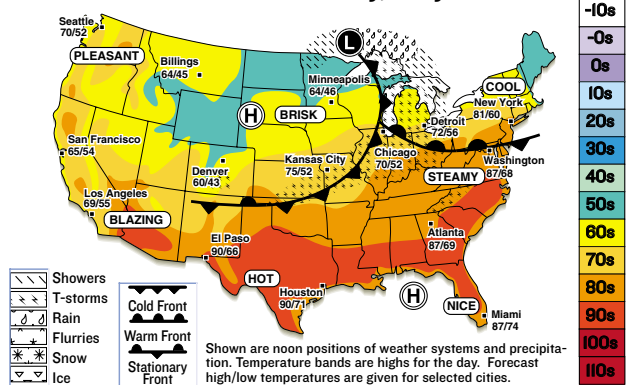 Seattle
70/52
PLEASANT
Billings
64/45
L
Minneapolis
64/46
COOL
New York
81/60
H
BRISK
Detroit
72/56
San Francisco
65/54
Denver
60/43
Kansas City
75/52
Chicago
70/52
Washington
87/68
STEAMY
Los Angeles
69/55
BLAZING
El Paso
90/66
Atlanta
87/69
HOT
Houston
90/71
H
NICE
Miami
87/74
Showers
T-storms
Rain
Flurries
Snow
Ice
Cold Front
Warm Front
Stationary
Front
Shown are noon positions of weather systems and precipita-
tion. Temperature bands are highs for the day. Forecast
high/low temperatures are given for selected cities.
-10s
-0s
0s
10s
20s
30s
40s
50s
60s
70s
80s
90s
100s
110s